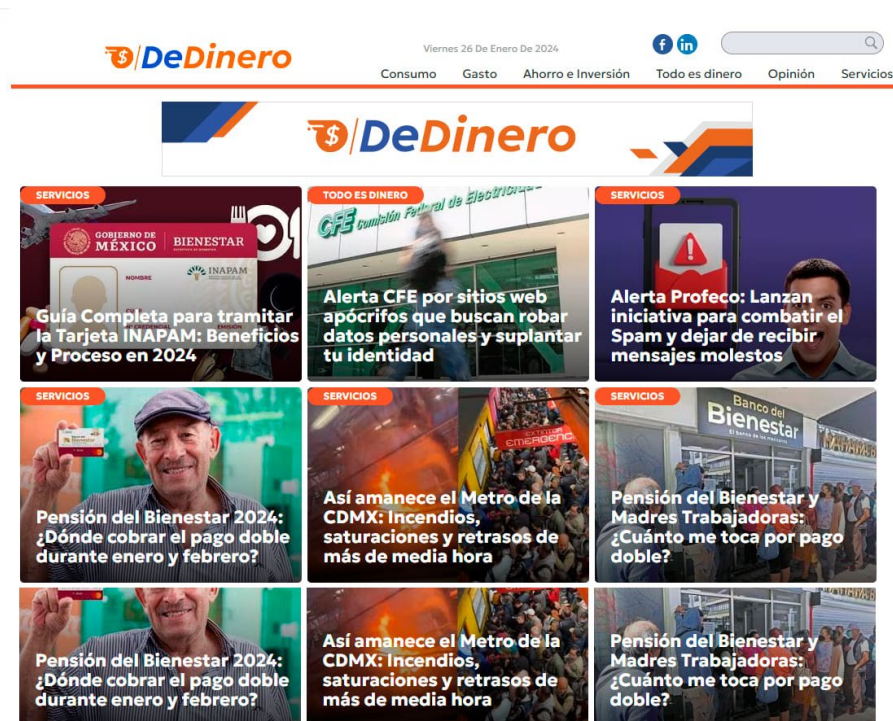 DeDinero
Viernes 26 De Enero De 2024
Consumo Gasto Ahorro e Inversión Todo es dinero Opinión Servicios
DeDinero
SERVICIOS
GOBIERNO DE
MÉXICO
BIENESTAR
NOMBRE
INAPAM
Guía Completa para tramitar
la Tarjeta INAPAM: Beneficios
y Proceso en 2024
TODO ES DINERO
CFE Comisión Federal de Electricidad
Alerta CFE por sitios web
apócrifos que buscan robar
datos personales y suplantar
tu identidad
SERVICIOS
Alerta Profeco: Lanzan
iniciativa para combatir el
Spam y dejar de recibir
mensajes molestos
SERVICIOS
Bienestar
Pensión del Bienestar 2024:
¿Dónde cobrar el pago doble
durante enero y febrero?
SERVICIOS
EMERGENC
Así amanece el Metro de la
CDMX: Incendios,
saturaciones y retrasos de
más de media hora
SERVICIOS
Banco del
Bienestar
El banco de los mexicanos
Pensión del Bienestar y
Madres Trabajadoras:
¿Cuánto me toca por pago
doble?
Pensión del Bienestar 2024:
¿Dónde cobrar el pago doble
durante enero y febrero?
Así amanece el Metro de la
CDMX: Incendios,
saturaciones y retrasos de
más de media hora
Pensión del Bienestar y
Madres Trabajadoras:
¿Cuánto me toca por pago
doble?